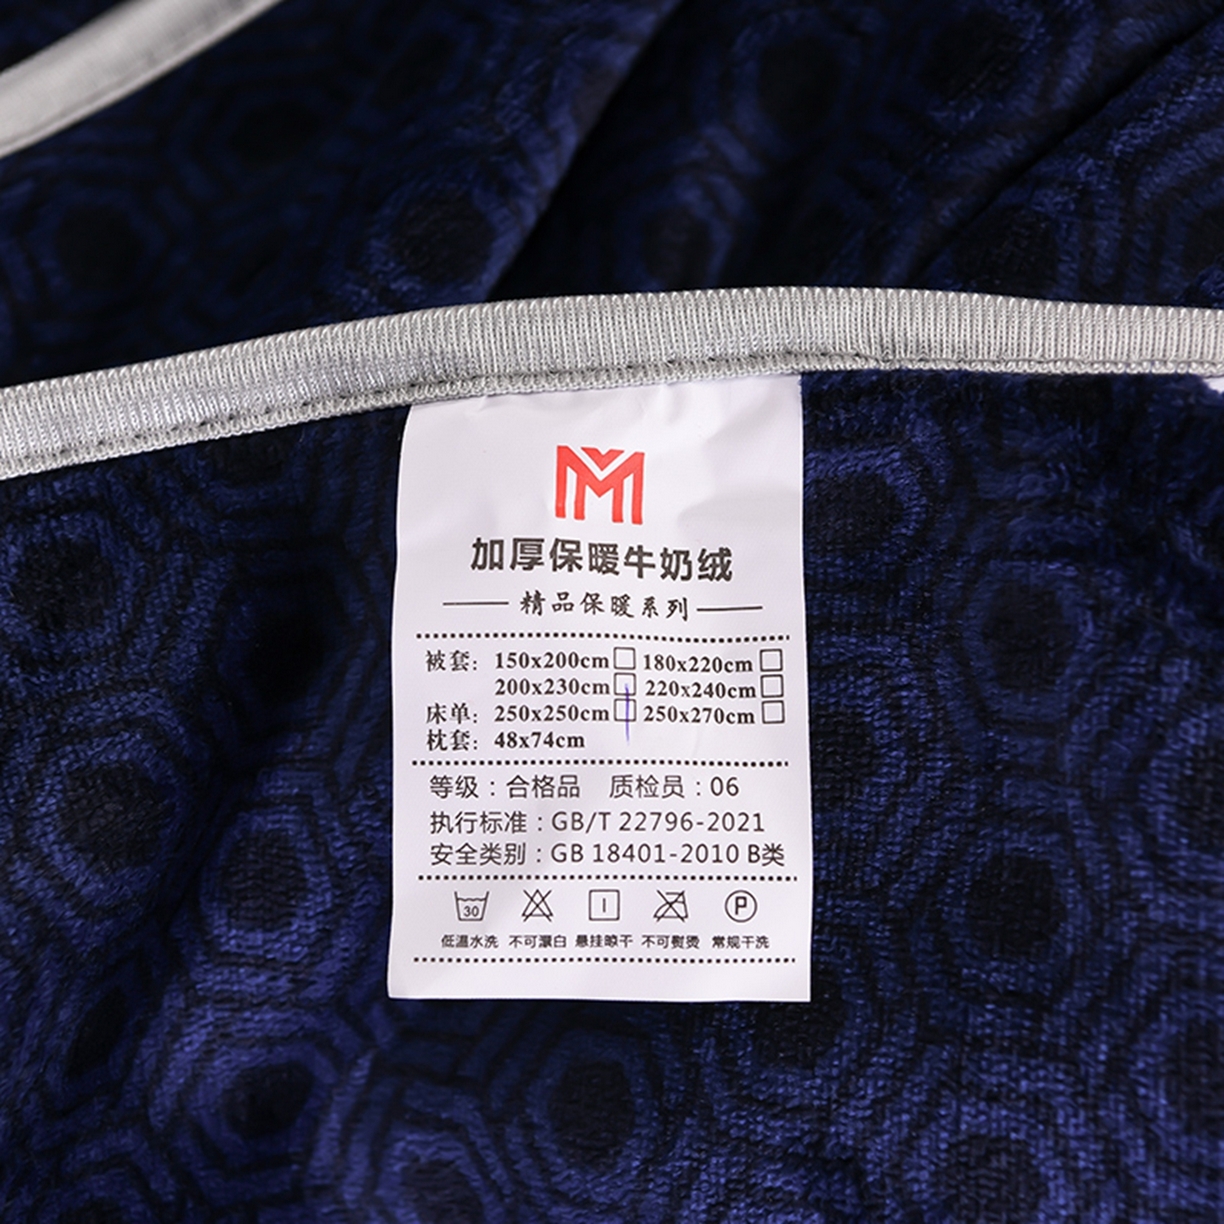 加厚保暖牛奶绒
精品保暖系列
被套: 150x200cm□ 180x220cm□
200x230cm□ 220x240cm□
床单: 250x250cm□ 250x270cm□
枕套: 48x74cm
等级：合格品 质检员：06
执行标准：GB/T 22796-2021
安全类别：GB 18401-2010 B类
30 P
低温水洗 不可漂白 悬挂晾干 不可熨烫 常规干洗